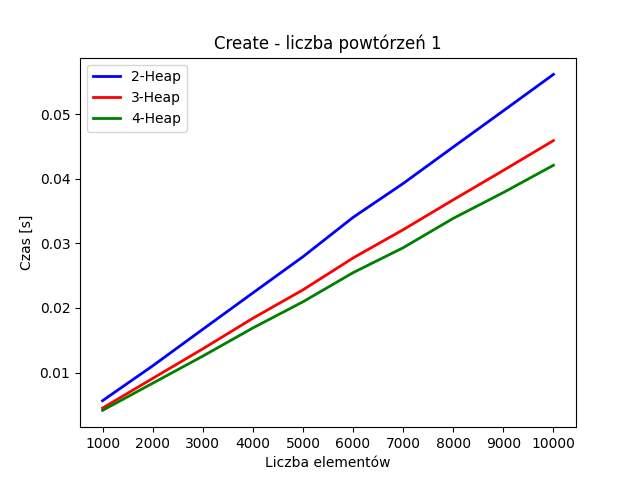 Create - liczba powtórzeń 1
2-Heap
3-Heap
4-Heap
0.05
0.04
0.03
0.02
0.01
Czas [s]
1000 2000 3000 4000 5000 6000 7000 8000 9000 10000
Liczba elementów